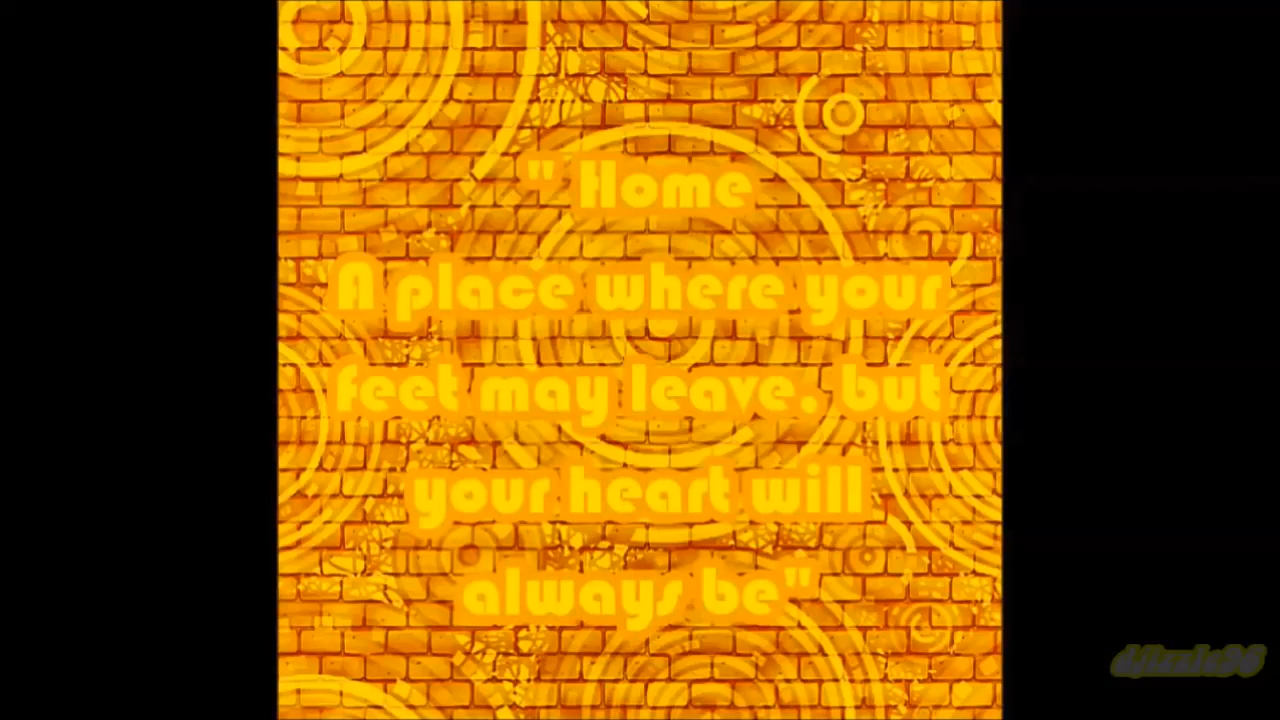 " Home
A place where your
feet may leave, but
your heart will
always be"